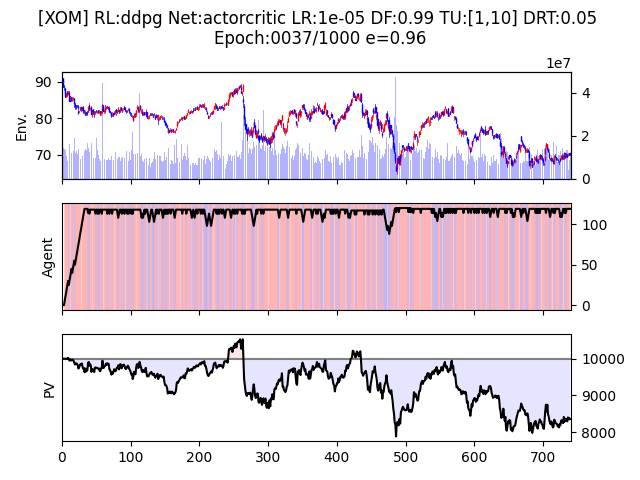 [XOM] RL:ddpg Net:actorcritic LR:1e-05 DF:0.99 TU:[1,10] DRT:0.05
Epoch:0037/1000 e=0.96
1e7
90
80
70
Env.
4
2
0
Agent
100
50
0
PV
10000
9000
8000
0 100 200 300 400 500 600 700